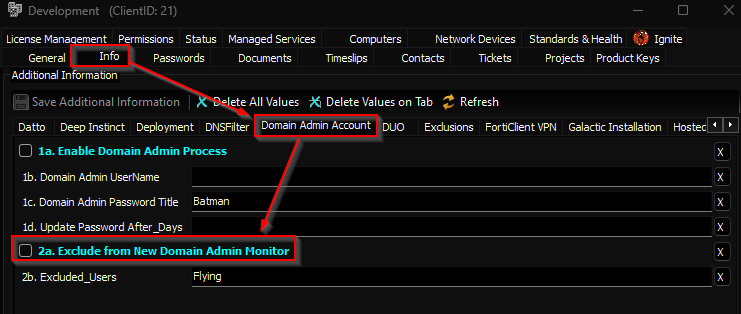 Development (ClientID: 21)
License Management Permissions Status Managed Services Computers Network Devices Standards & Health Ignite
General Info Passwords Documents Timeslips Contacts Tickets Projects Product Keys
Additional Information
Save Additional Information Delete All Values Delete Values on Tab Refresh
Datto Deep Instinct Deployment DNSFilter Domain Admin Account DUO Exclusions FortiClient VPN Galactic Installation Hosted
1a. Enable Domain Admin Process X
1b. Domain Admin UserName X
1c. Domain Admin Password Title Batman X
1d. Update Password After_Days X
2a. Exclude from New Domain Admin Monitor X
2b. Excluded_Users Flying X